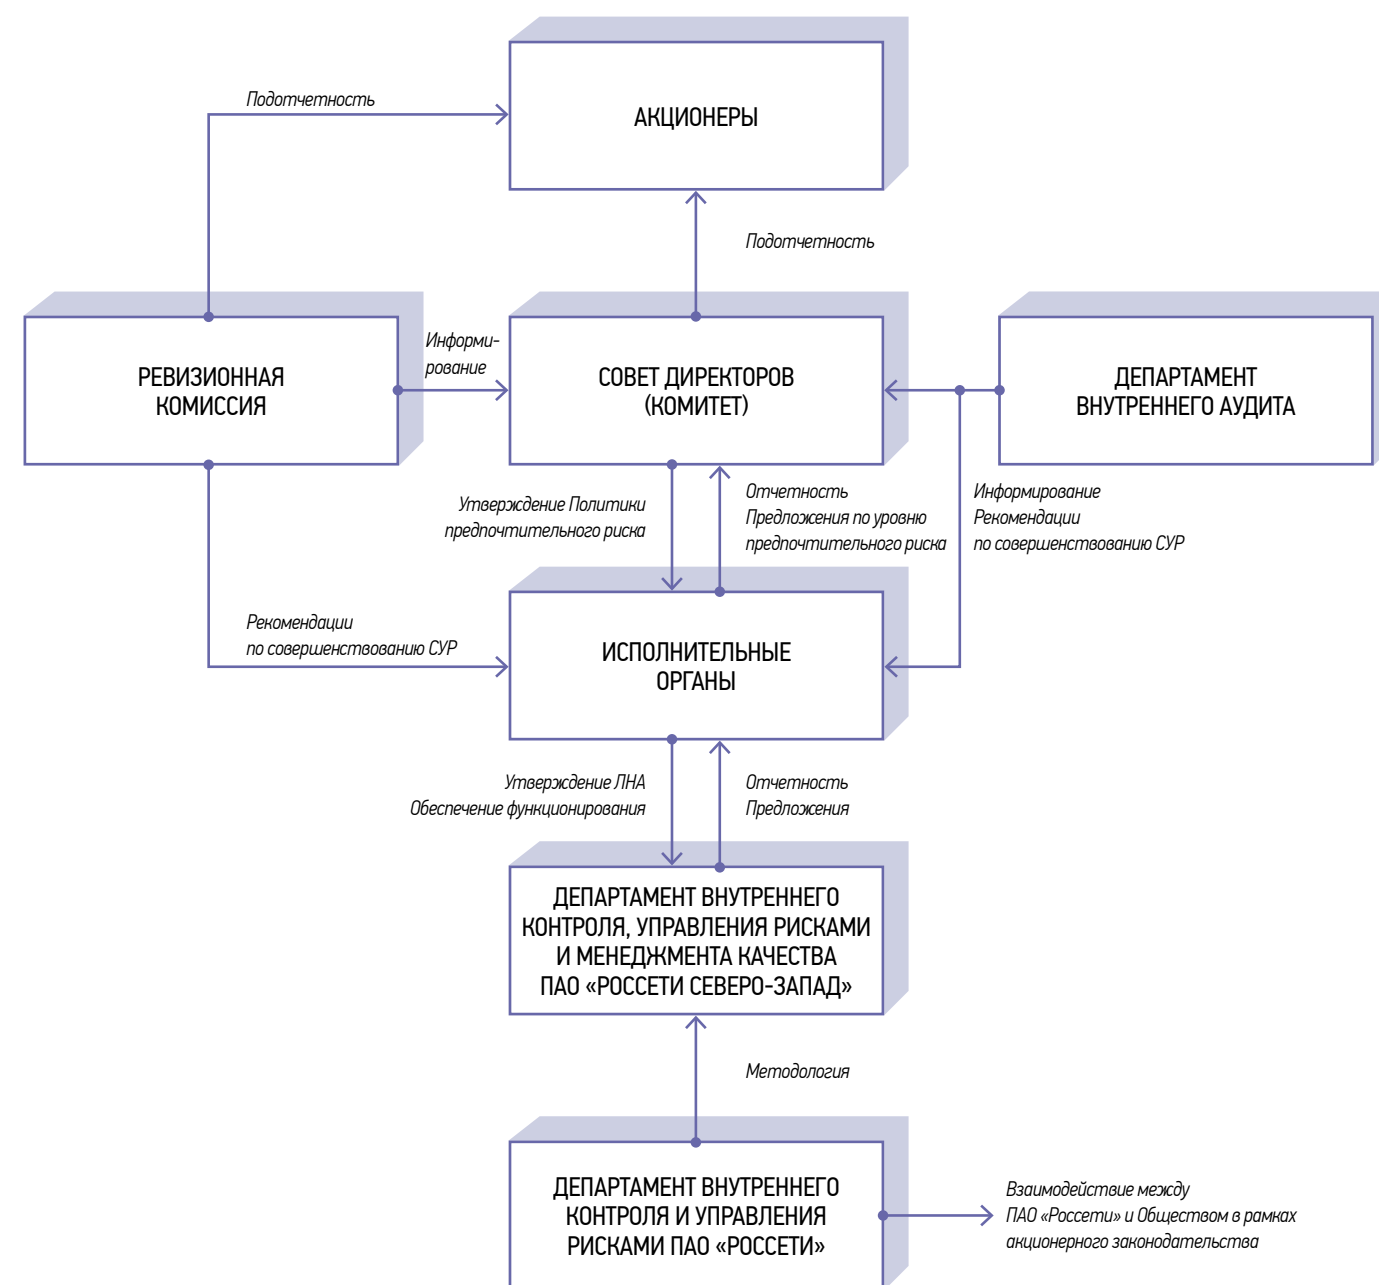 Подотчетность
АКЦИОНЕРЫ
Подотчетность
РЕВИЗИОННАЯ
КОМИССИЯ
Информи-
рование
СОВЕТ ДИРЕКТОРОВ
(КОМИТЕТ)
ДЕПАРТАМЕНТ
ВНУТРЕННЕГО АУДИТА
Утверждение Политики
предпочтительного риска
Отчетность
Предложения по уровню
предпочтительного риска
Информирование
Рекомендации
по совершенствованию СУР
Рекомендации
по совершенствованию СУР
ИСПОЛНИТЕЛЬНЫЕ
ОРГАНЫ
Утверждение ЛНА
Обеспечение функционирования
Отчетность
Предложения
ДЕПАРТАМЕНТ ВНУТРЕННЕГО
КОНТРОЛЯ, УПРАВЛЕНИЯ РИСКАМИ
И МЕНЕДЖМЕНТА КАЧЕСТВА
ПАО «РОССЕТИ СЕВЕРО-ЗАПАД»
Методология
ДЕПАРТАМЕНТ ВНУТРЕННЕГО
КОНТРОЛЯ И УПРАВЛЕНИЯ
РИСКАМИ ПАО «РОССЕТИ»
Взаимодействие между
ПАО «Россети» и Обществом в рамках
акционерного законодательства